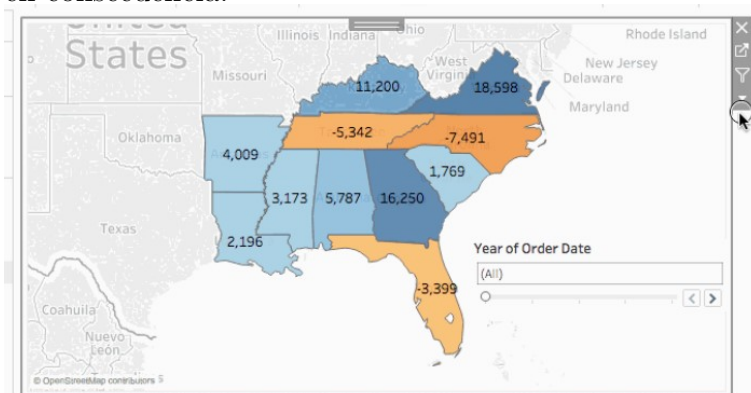 United
States
Illinois Indiana Ohio
Rhode Island
Missouri
West
Virginia
New Jersey
Delaware
Maryland
11,200
18,598
Oklahoma
-5,342
-7,491
4,009
1,769
3,173
5,787
16,250
Texas
2,196
Year of Order Date
(All)
-3,399
Coahuila
Nuevo
León
© OpenStreetMap contributors